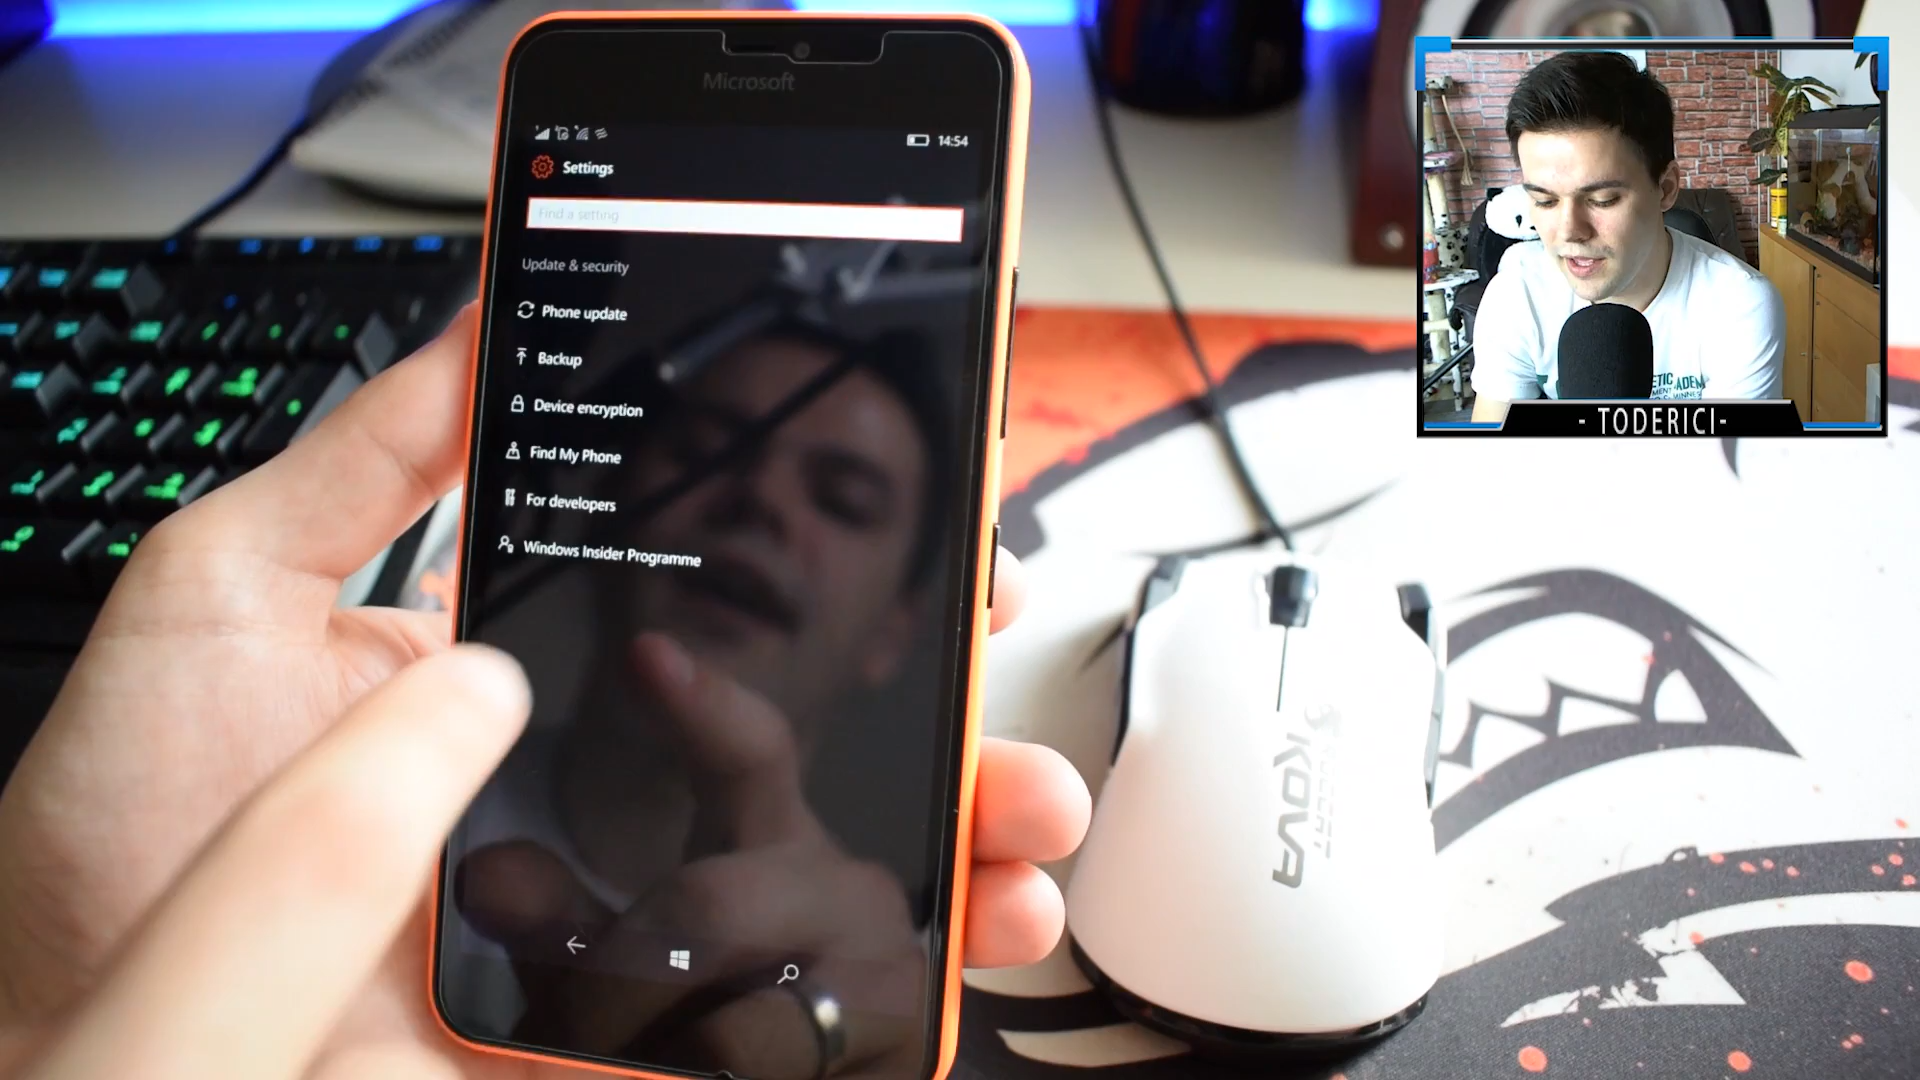 Microsoft
14:54
Settings
Find a setting
Update & security
Phone update
Backup
Device encryption
Find My Phone
For developers
Windows Insider Programme
- TODERICI-
KOVA